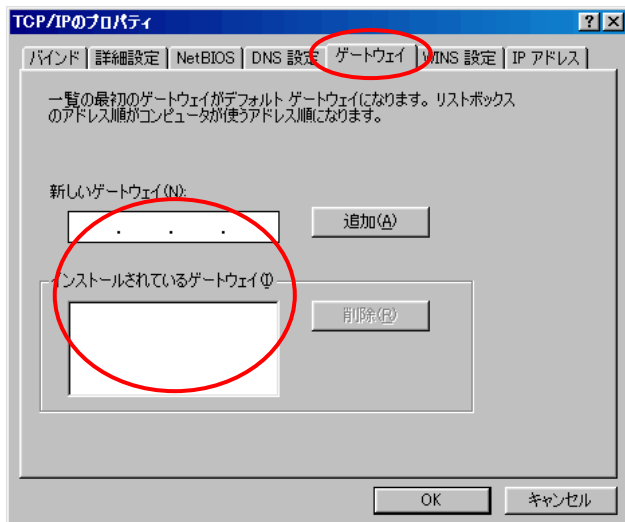 TCP/IPのプロパティ
バインド 詳細設定 NetBIOS DNS 設定 ゲートウェイ WINS 設定 IP アドレス
一覧の最初のゲートウェイがデフォルト ゲートウェイになります。リストボックス
のアドレス順がコンピュータが使うアドレス順になります。
新しいゲートウェイ(N):
. . .
追加(A)
インストールされているゲートウェイ(I)
削除(R)
OK キャンセル